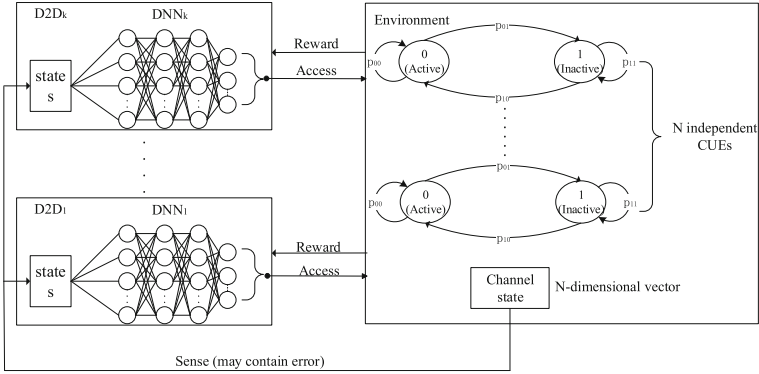 D2Dk
DNNk
state
s
Reward
Access
D2D1
DNN1
state
s
Reward
Access
Environment
p01
p00
0
(Active)
1
(Inactive)
p11
p10
N independent
CUEs
p01
p00
0
(Active)
1
(Inactive)
p11
p10
Channel
state
N-dimensional vector
Sense (may contain error)